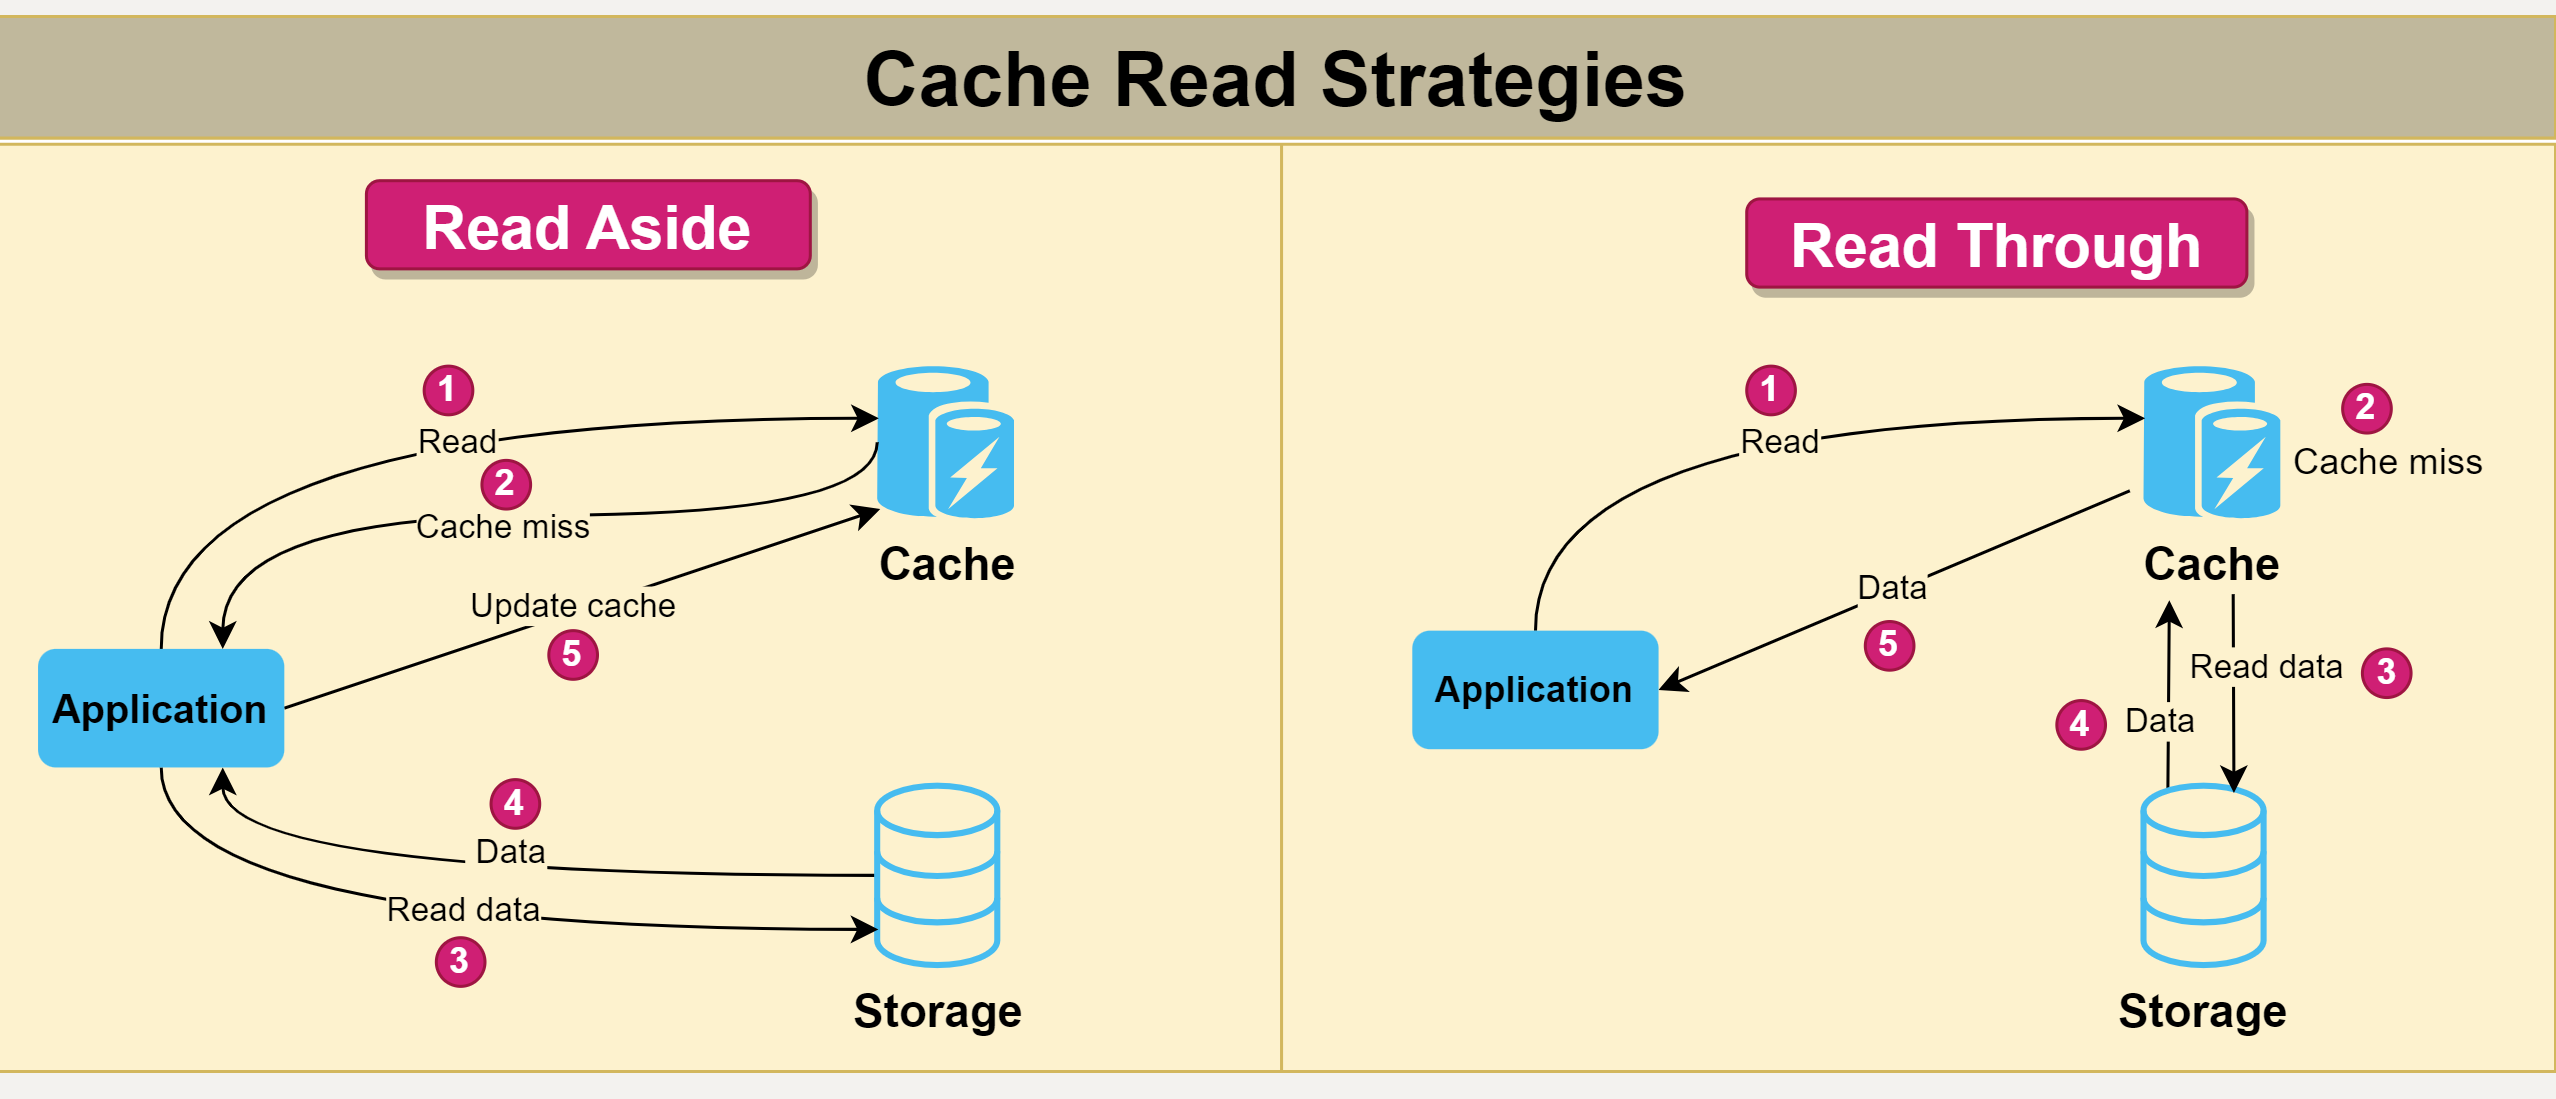 Cache Read Strategies
Read Aside
1
Read
2
Cache miss
Update cache
5
Cache
Application
4
Data
Read data
3
Storage
Read Through
1
Read
2
Cache miss
Cache
Data
5
Application
Read data
3
4
Data
Storage